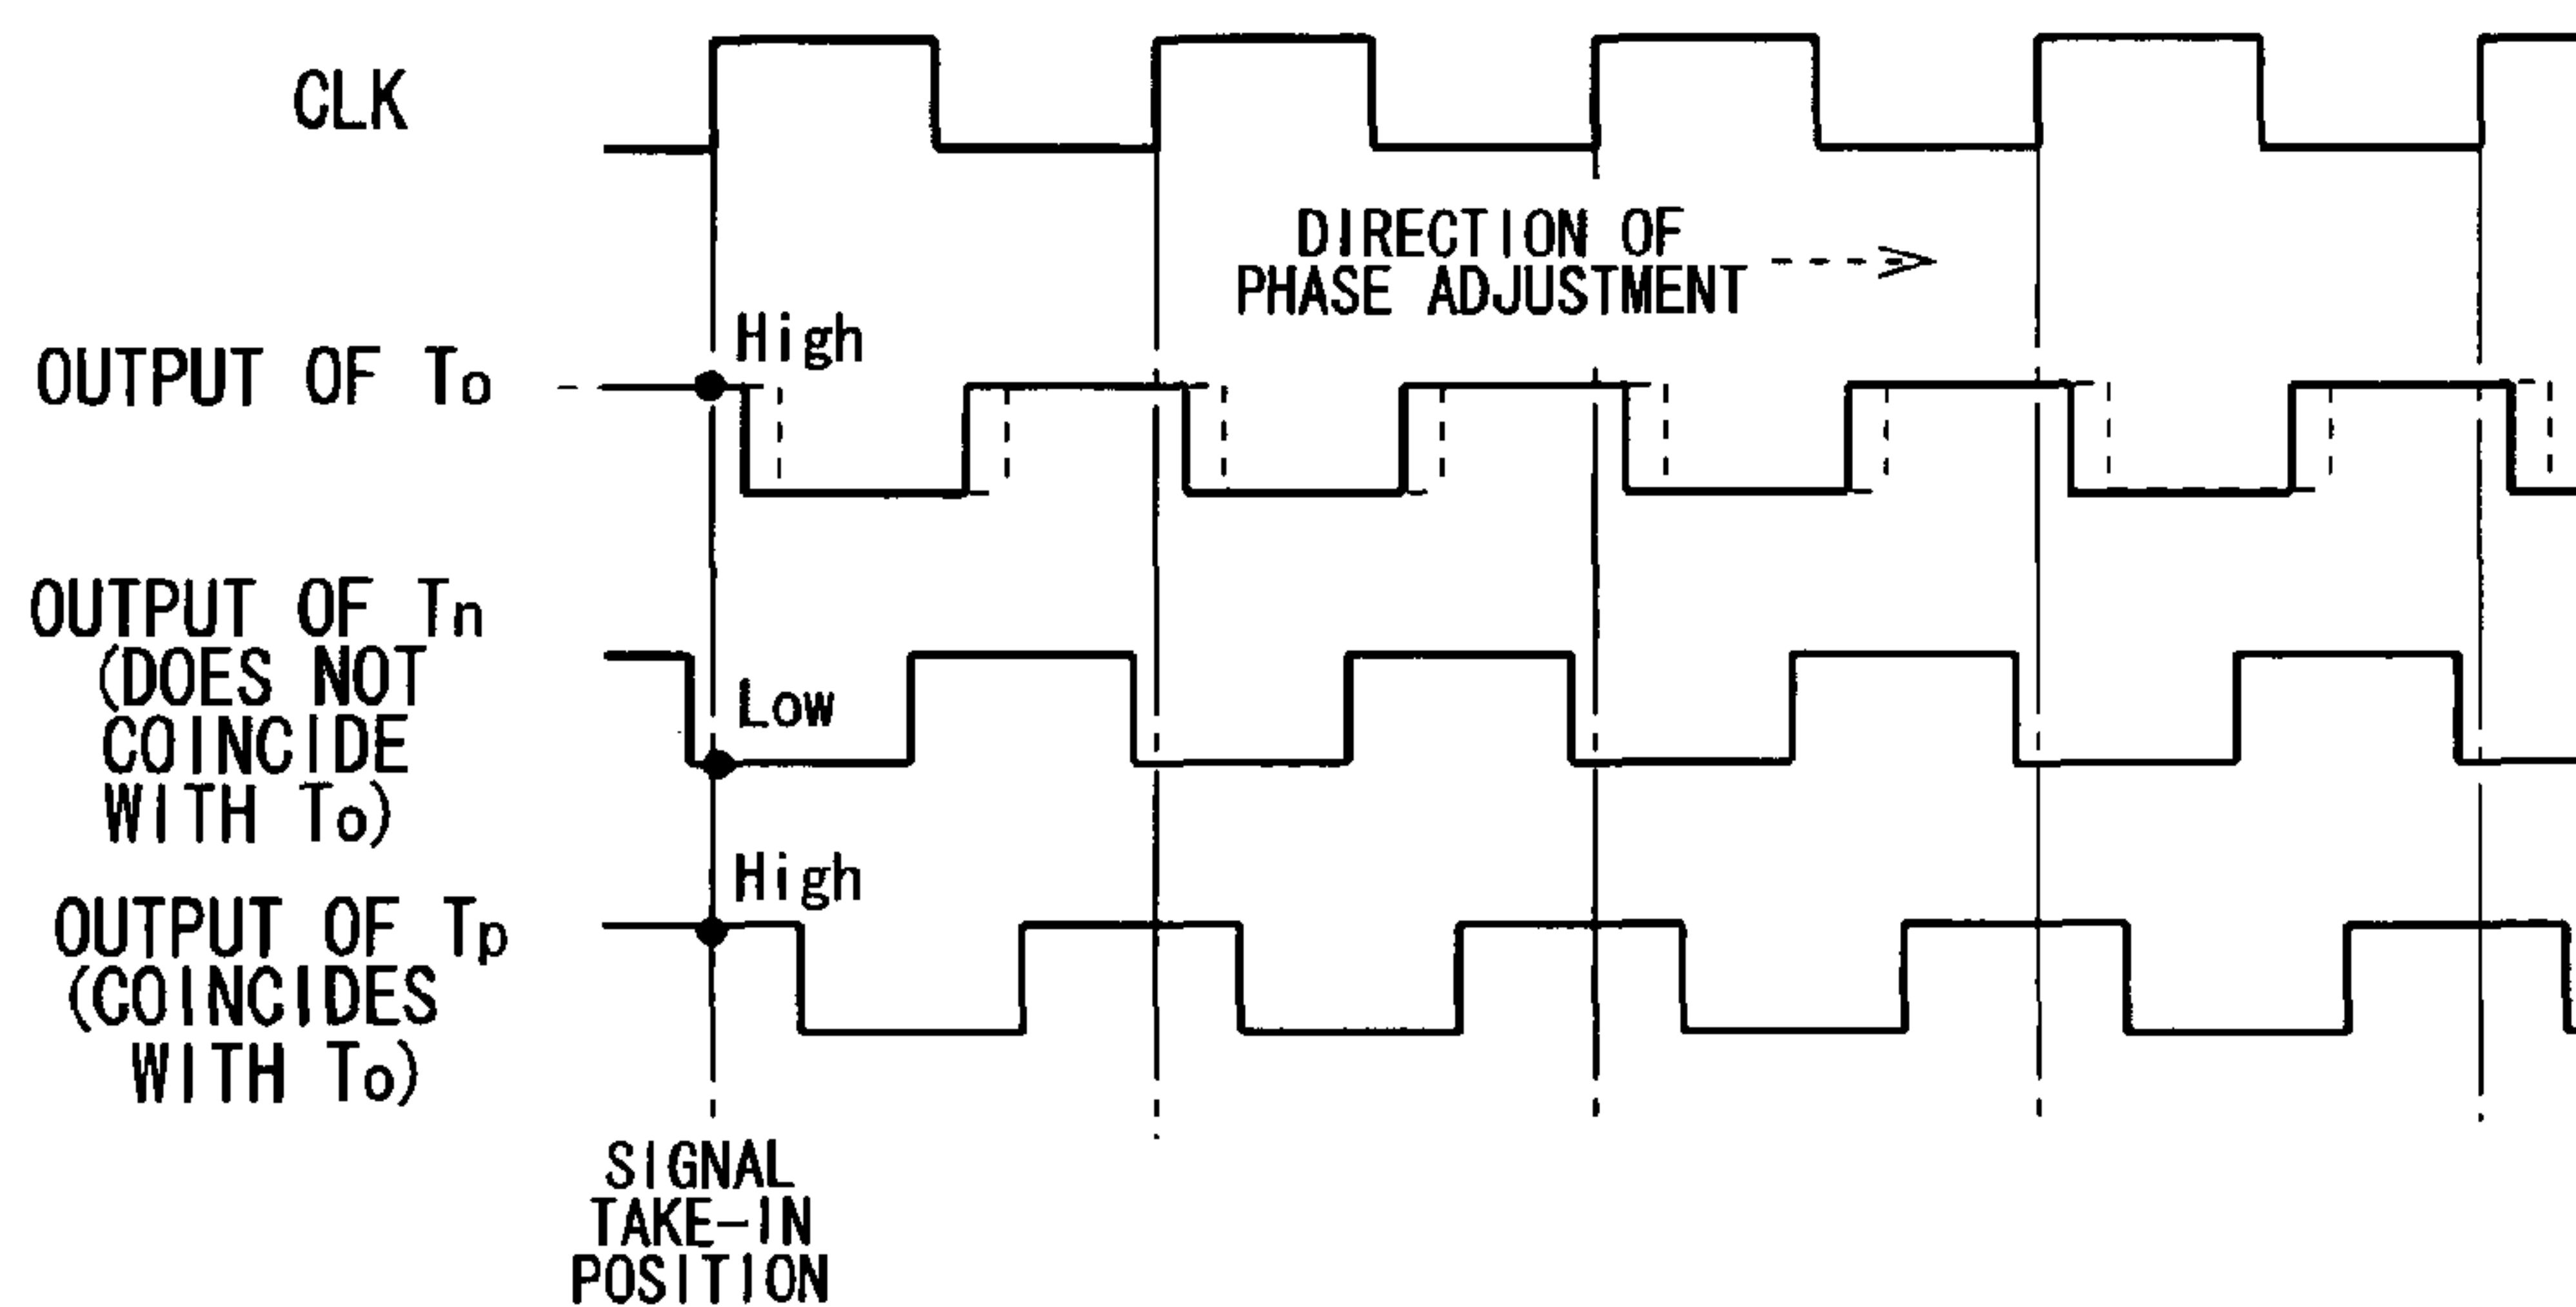 CLK
DIRECTION OF
PHASE ADJUSTMENT
High
OUTPUT OF To
OUTPUT OF Tn
(DOES NOT
COINCIDE
WITH To)
Low
High
OUTPUT OF Tp
(COINCIDES
WITH To)
SIGNAL
TAKE-IN
POSITION